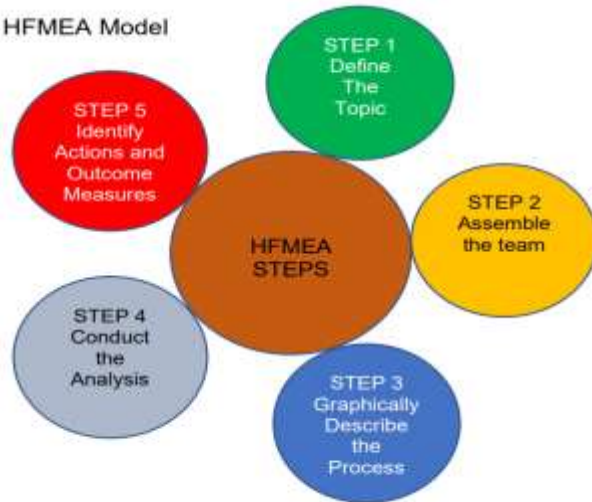 HFMEA Model
STEP 1
Define
The
Topic
STEP 2
Assemble
the team
STEP 3
Graphically
Describe
the
Process
STEP 4
Conduct
the
Analysis
STEP 5
Identify
Actions and
Outcome
Measures
HFMEA
STEPS